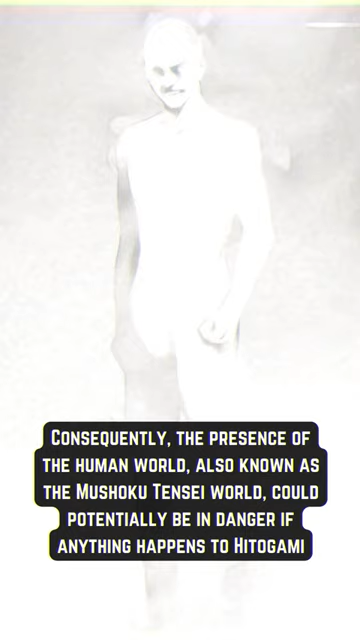 Consequently, the presence of
the human world, also known as
the Mushoku Tensei world, could
potentially be in danger if
anything happens to Hitogami